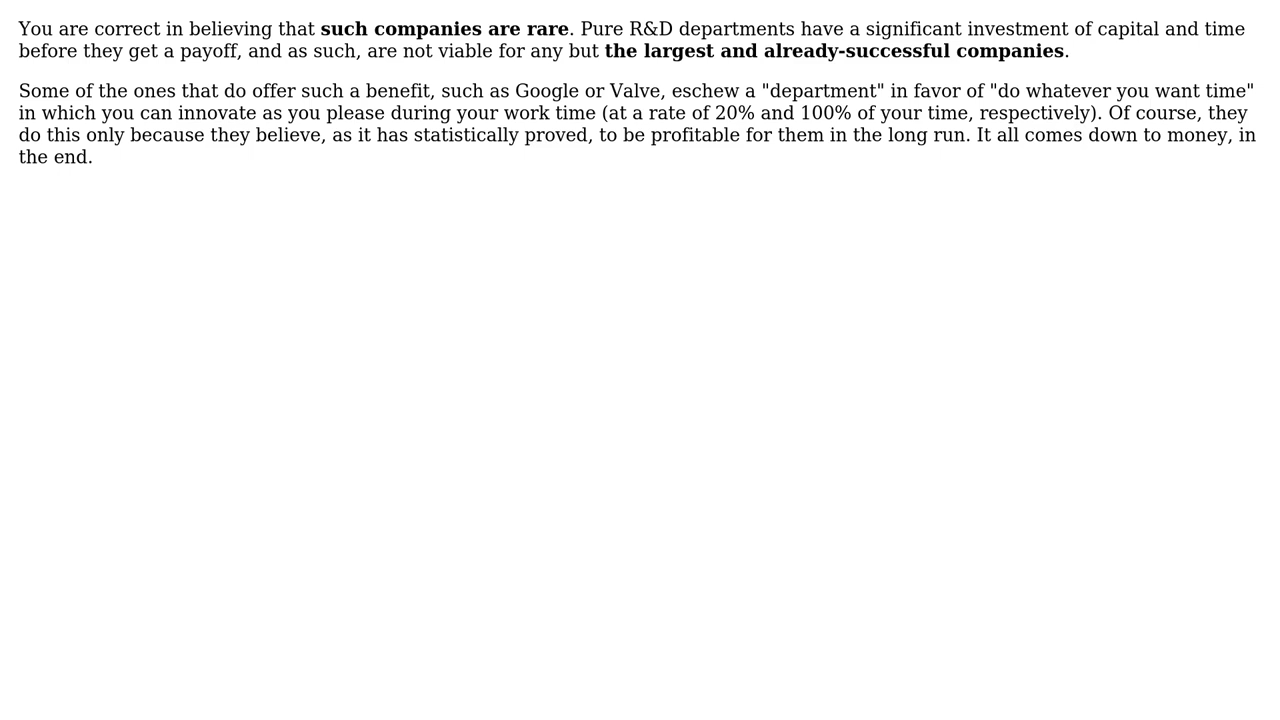 You are correct in believing that such companies are rare. Pure R&D departments have a significant investment of capital and time
before they get a payoff, and as such, are not viable for any but the largest and already-successful companies.
Some of the ones that do offer such a benefit, such as Google or Valve, eschew a "department" in favor of "do whatever you want time"
in which you can innovate as you please during your work time (at a rate of 20% and 100% of your time, respectively). Of course, they
do this only because they believe, as it has statistically proved, to be profitable for them in the long run. It all comes down to money, in
the end.